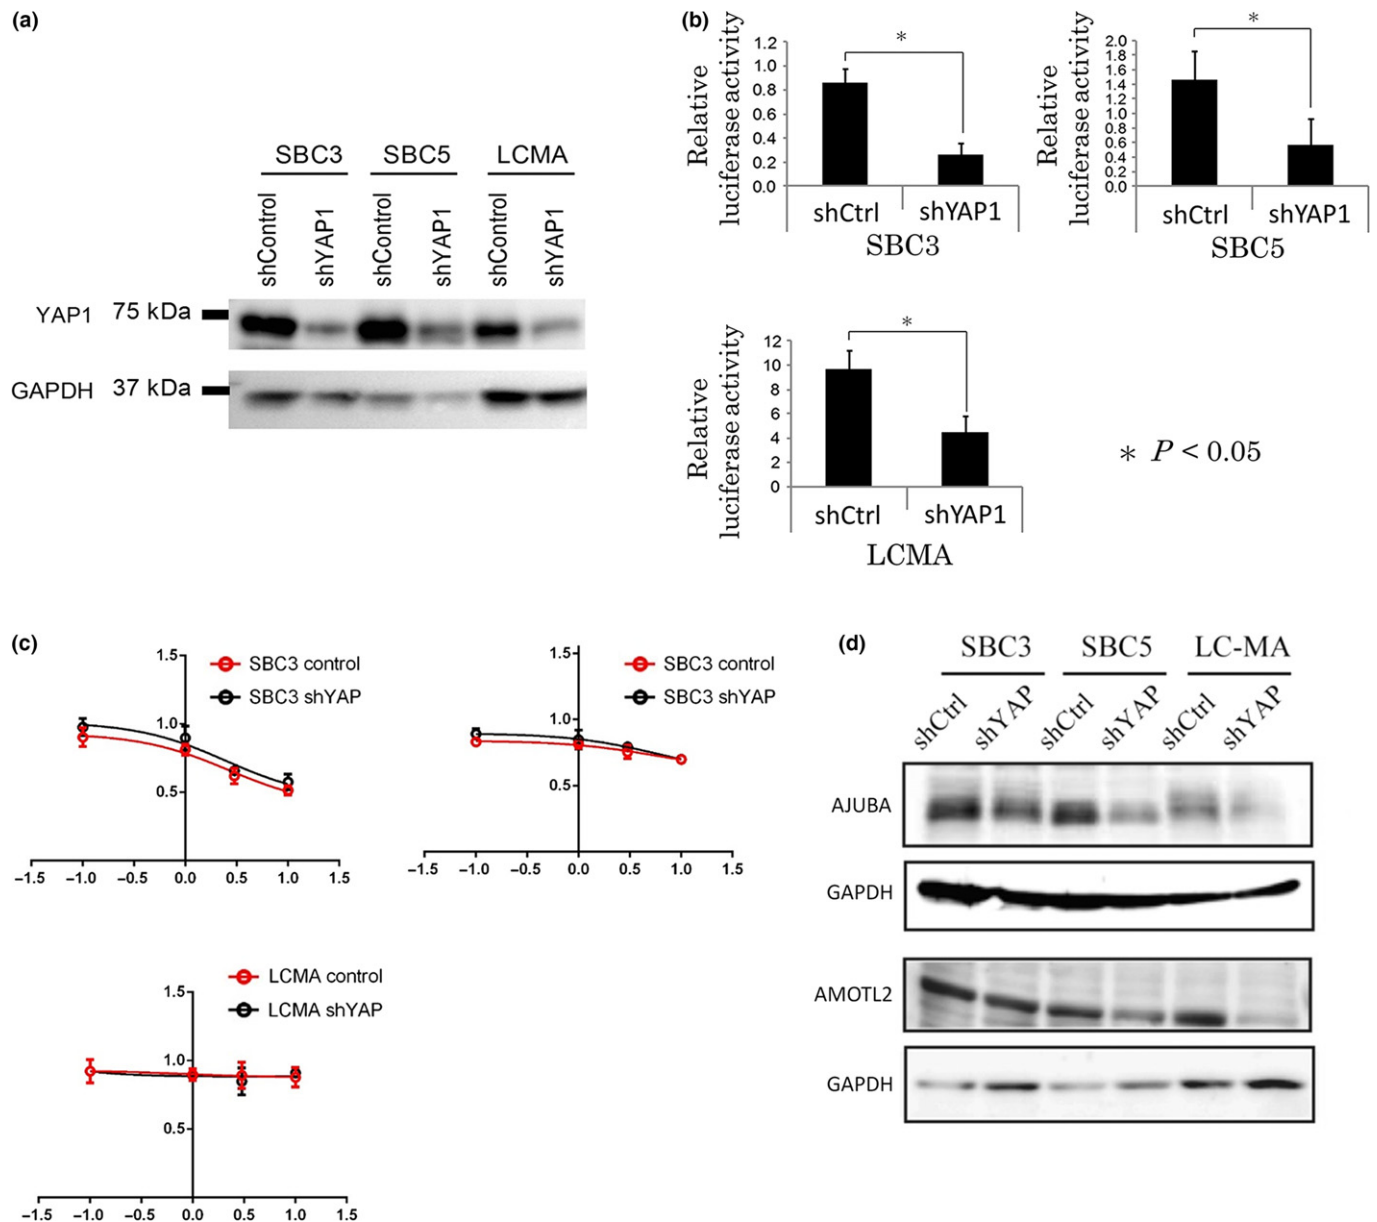 (a)
SBC3 SBC5 LCMA
shControl shYAP1 shControl shYAP1 shControl shYAP1
YAP1 75 kDa
GAPDH 37 kDa
(b)
Relative luciferase activity
1.2
1.0
0.8
0.6
0.4
0.2
0.0
*
shCtrl shYAP1
SBC3
Relative luciferase activity
2.0
1.8
1.6
1.4
1.2
1.0
0.8
0.6
0.4
0.2
0.0
*
shCtrl shYAP1
SBC5
Relative luciferase activity
12
10
8
6
4
2
0
*
shCtrl shYAP1
LCMA
* P < 0.05
(c)
SBC3 control
SBC3 shYAP
1.5
1.0
0.5
−1.5 −1.0 −0.5 0.0 0.5 1.0 1.5
SBC3 control
SBC3 shYAP
1.5
1.0
0.5
−1.5 −1.0 −0.5 0.0 0.5 1.0 1.5
LCMA control
LCMA shYAP
1.5
1.0
0.5
−1.5 −1.0 −0.5 0.0 0.5 1.0 1.5
(d)
SBC3 SBC5 LC-MA
shCtrl shYAP shCtrl shYAP shCtrl shYAP
AJUBA
GAPDH
AMOTL2
GAPDH